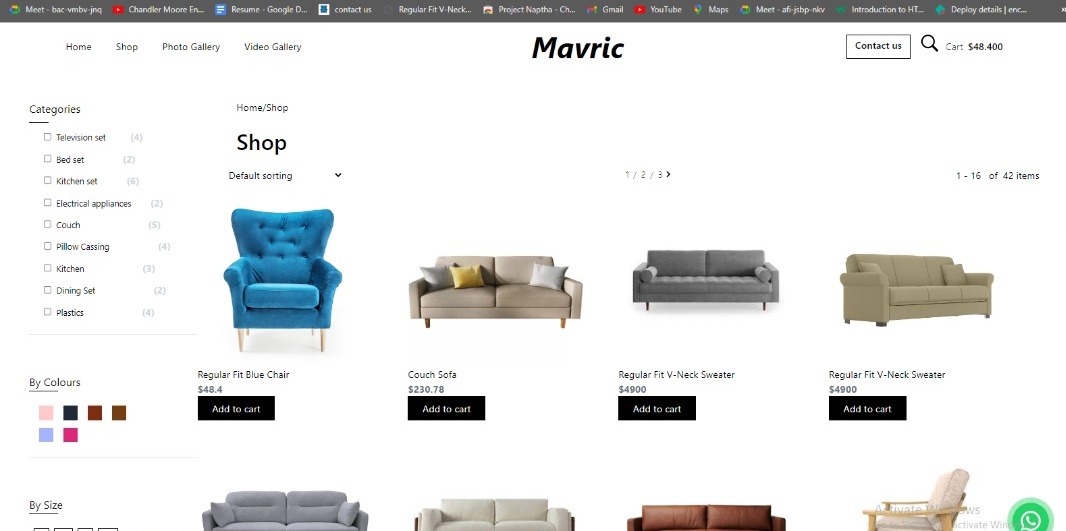 Meet - bac-vmbv-jnq Chandler Moore En... Resume - Google D... contact us Regular Fit V-Neck... Project Naptha - Ch... Gmail YouTube Maps Meet - afi-jsbp-nkv Introduction to HT... Deploy details | enc...
Home Shop Photo Gallery Video Gallery Mavric Contact us Cart $48.400
Categories
Television set (4)
Bed set (2)
Kitchen set (6)
Electrical appliances (2)
Couch (5)
Pillow Cassing (4)
Kitchen (3)
Dining Set (2)
Plastics (4)
By Colours
By Size
Home/Shop
Shop
Default sorting 1 / 2 / 3 1 - 16 of 42 items
Regular Fit Blue Chair
$48.4
Add to cart
Couch Sofa
$230.78
Add to cart
Regular Fit V-Neck Sweater
$4900
Add to cart
Regular Fit V-Neck Sweater
$4900
Add to cart
Activate Windows
activate Win